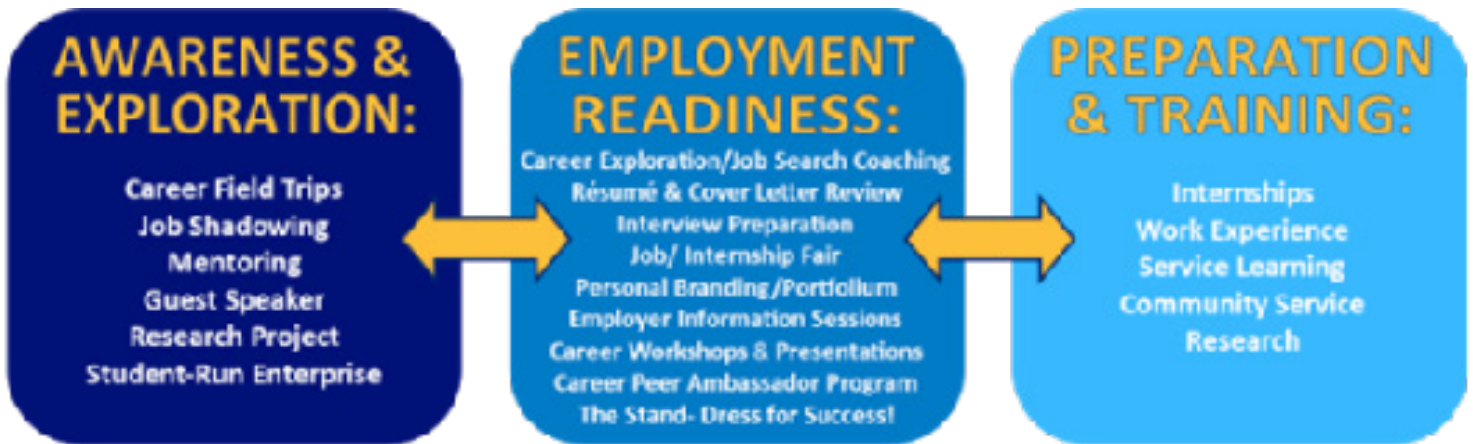 AWARENESS &
EXPLORATION:
Career Field Trips
Job Shadowing
Mentoring
Guest Speaker
Research Project
Student-Run Enterprise
EMPLOYMENT
READINESS:
Career Exploration/Job Search Coaching
Résumé & Cover Letter Review
Interview Preparation
Job/ Internship Fair
Personal Branding/Portfolium
Employer Information Sessions
Career Workshops & Presentations
Career Peer Ambassador Program
The Stand- Dress for Success!
PREPARATION
& TRAINING:
Internships
Work Experience
Service Learning
Community Service
Research